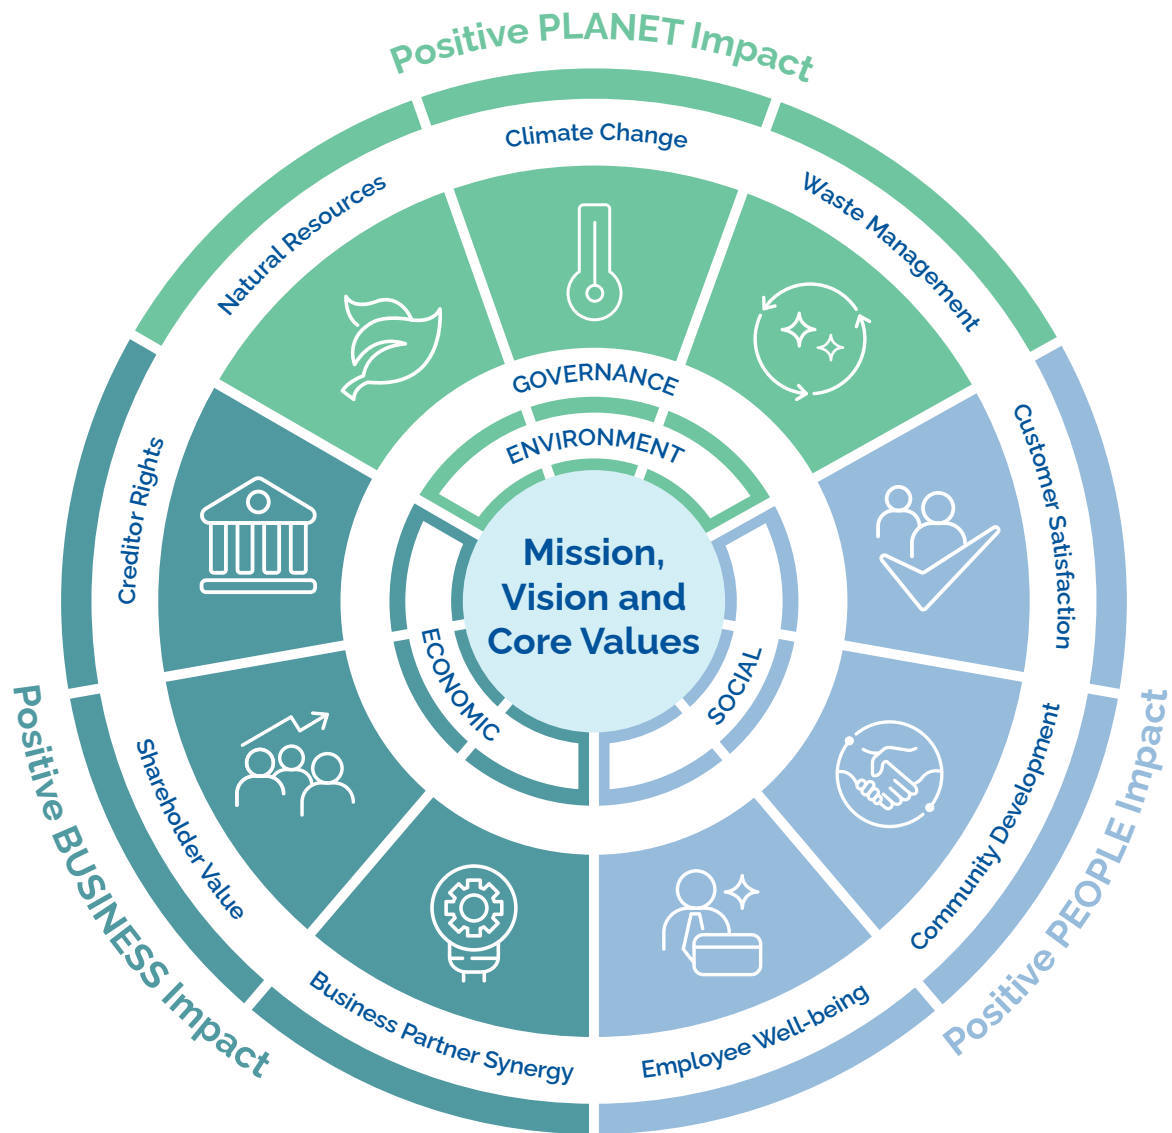 Positive PLANET Impact
Climate Change
Natural Resources
Waste Management
GOVERNANCE
ENVIRONMENT
Creditor Rights
Customer Satisfaction
Mission,
Vision and
Core Values
ECONOMIC
SOCIAL
Shareholder Value
Community Development
Positive BUSINESS Impact
Positive PEOPLE Impact
Business Partner Synergy
Employee Well-being